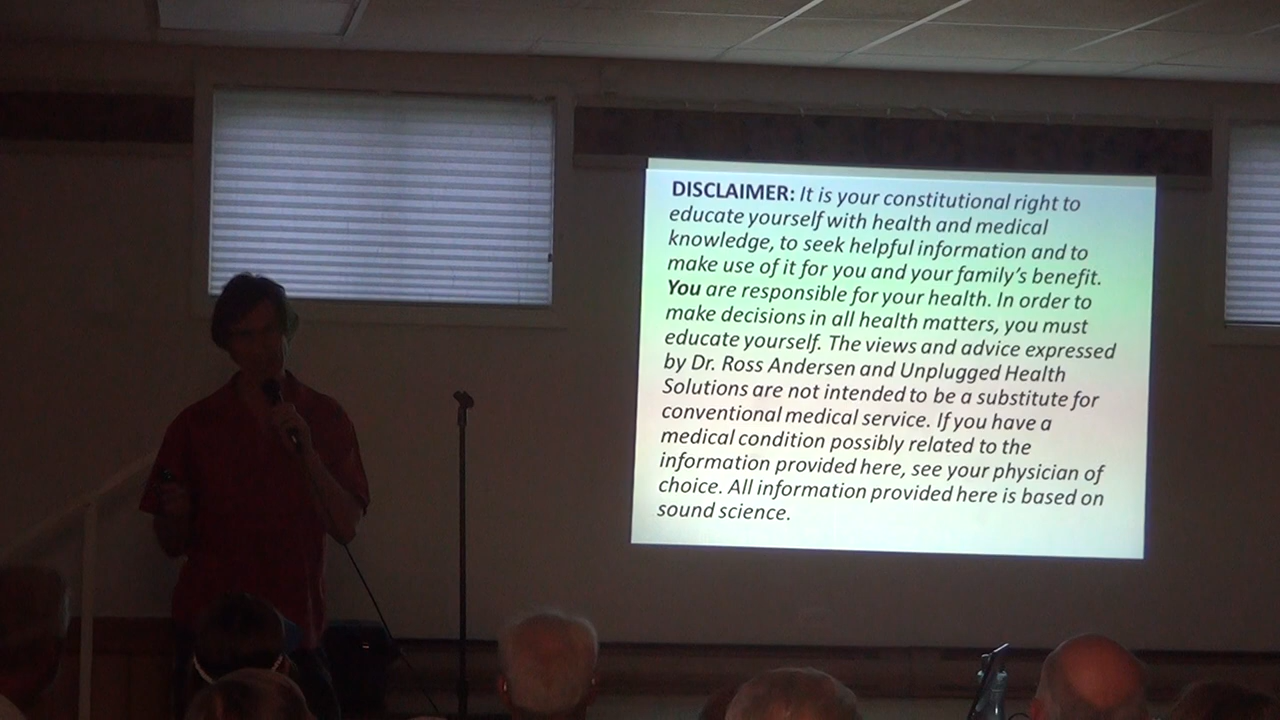 DISCLAIMER: It is your constitutional right to
educate yourself with health and medical
knowledge, to seek helpful information and to
make use of it for you and your family's benefit.
You are responsible for your health. In order to
make decisions in all health matters, you must
educate yourself. The views and advice expressed
by Dr. Ross Andersen and Unplugged Health
Solutions are not intended to be a substitute for
conventional medical service. If you have a
medical condition possibly related to the
information provided here, see your physician of
choice. All information provided here is based on
sound science.